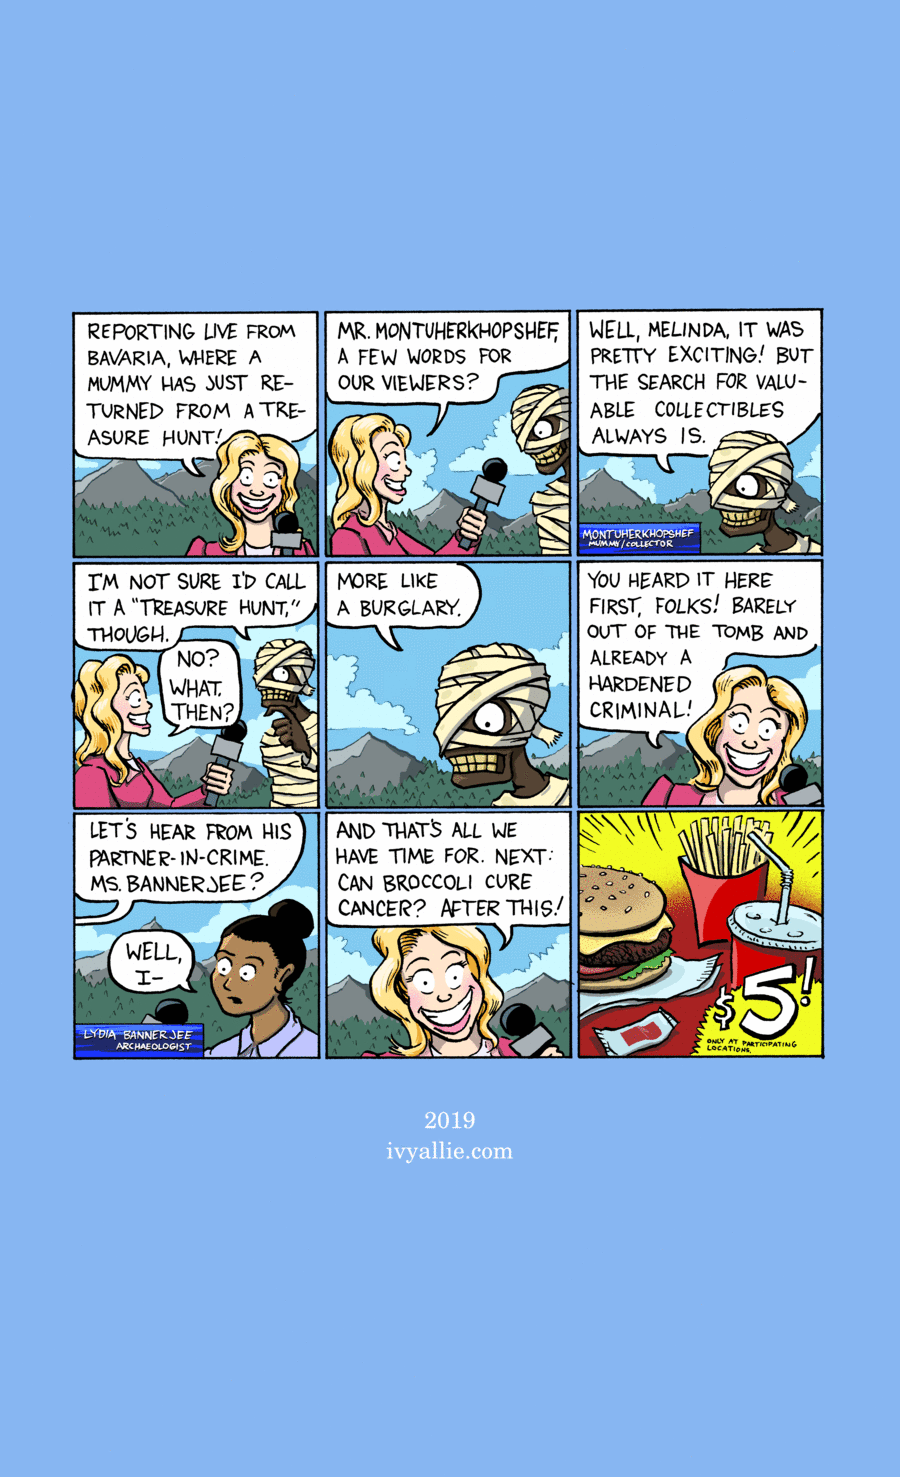 REPORTING LIVE FROM
BAVARIA, WHERE A
MUMMY HAS JUST RE-
TURNED FROM A TRE-
ASURE HUNT!
MR. MONTUHERKHOPSHEF,
A FEW WORDS FOR
OUR VIEWERS?
WELL, MELINDA, IT WAS
PRETTY EXCITING! BUT
THE SEARCH FOR VALU-
ABLE COLLECTIBLES
ALWAYS IS.
MONTUHERKHOPSHEF
MUMMY/COLLECTOR
I'M NOT SURE I'D CALL
IT A "TREASURE HUNT,"
THOUGH.
NO?
WHAT,
THEN?
MORE LIKE
A BURGLARY.
YOU HEARD IT HERE
FIRST, FOLKS! BARELY
OUT OF THE TOMB AND
ALREADY A
HARDENED
CRIMINAL!
LET'S HEAR FROM HIS
PARTNER-IN-CRIME.
MS. BANNERJEE?
WELL,
I-
LYDIA BANNERJEE
ARCHAEOLOGIST
AND THAT'S ALL WE
HAVE TIME FOR. NEXT:
CAN BROCCOLI CURE
CANCER? AFTER THIS!
$5!
ONLY AT PARTICIPATING
LOCATIONS.
2019
ivyallie.com